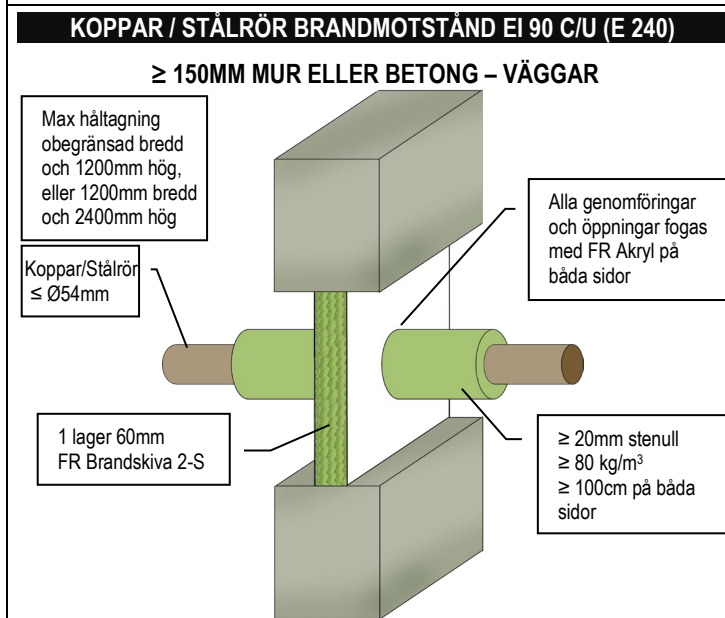 KOPPAR / STÅLRÖR BRANDMOTSTÅND EI 90 C/U (E 240)
≥ 150MM MUR ELLER BETONG – VÄGGAR
Max håltagning
obegränsad bredd
och 1200mm hög,
eller 1200mm bredd
och 2400mm hög
Alla genomföringar
och öppningar fogas
med FR Akryl på
båda sidor
Koppar/Stålrör
≤ Ø54mm
1 lager 60mm
FR Brandskiva 2-S
≥ 20mm stenull
≥ 80 kg/m³
≥ 100cm på båda
sidor